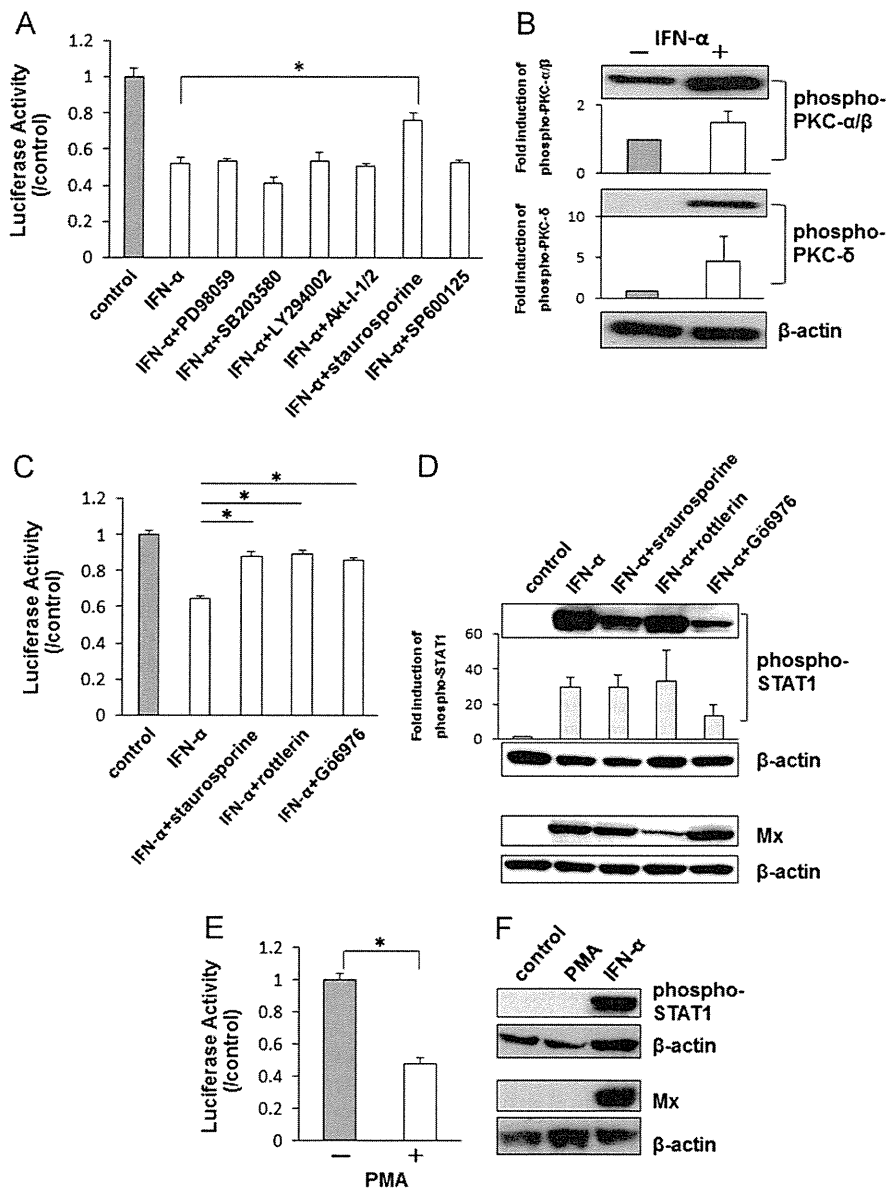 A
Luciferase Activity
(/control)
1.2
1
0.8
0.6
0.4
0.2
0
*
control
IFN-α
IFN-α+PD98059
IFN-α+SB203580
IFN-α+LY294002
IFN-α+Akt-I-1/2
IFN-α+staurosporine
IFN-α+SP600125
B
IFN-α
— +
Fold induction of
phospho-PKC-α/β
2
1
0
phospho-
PKC-α/β
Fold induction of
phospho-PKC-δ
10
5
0
phospho-
PKC-δ
β-actin
C
Luciferase Activity
(/control)
1.2
1
0.8
0.6
0.4
0.2
0
*
*
*
control
IFN-α
IFN-α+staurosporine
IFN-α+rottlerin
IFN-α+Gö6976
D
control
IFN-α
IFN-α+sraurosporine
IFN-α+rottlerin
IFN-α+Gö6976
Fold induction of
phospho-STAT1
60
40
20
0
phospho-
STAT1
β-actin
Mx
β-actin
E
Luciferase Activity
(/control)
1.2
1
0.8
0.6
0.4
0.2
0
*
— +
PMA
F
control
PMA
IFN-α
phospho-
STAT1
β-actin
Mx
β-actin